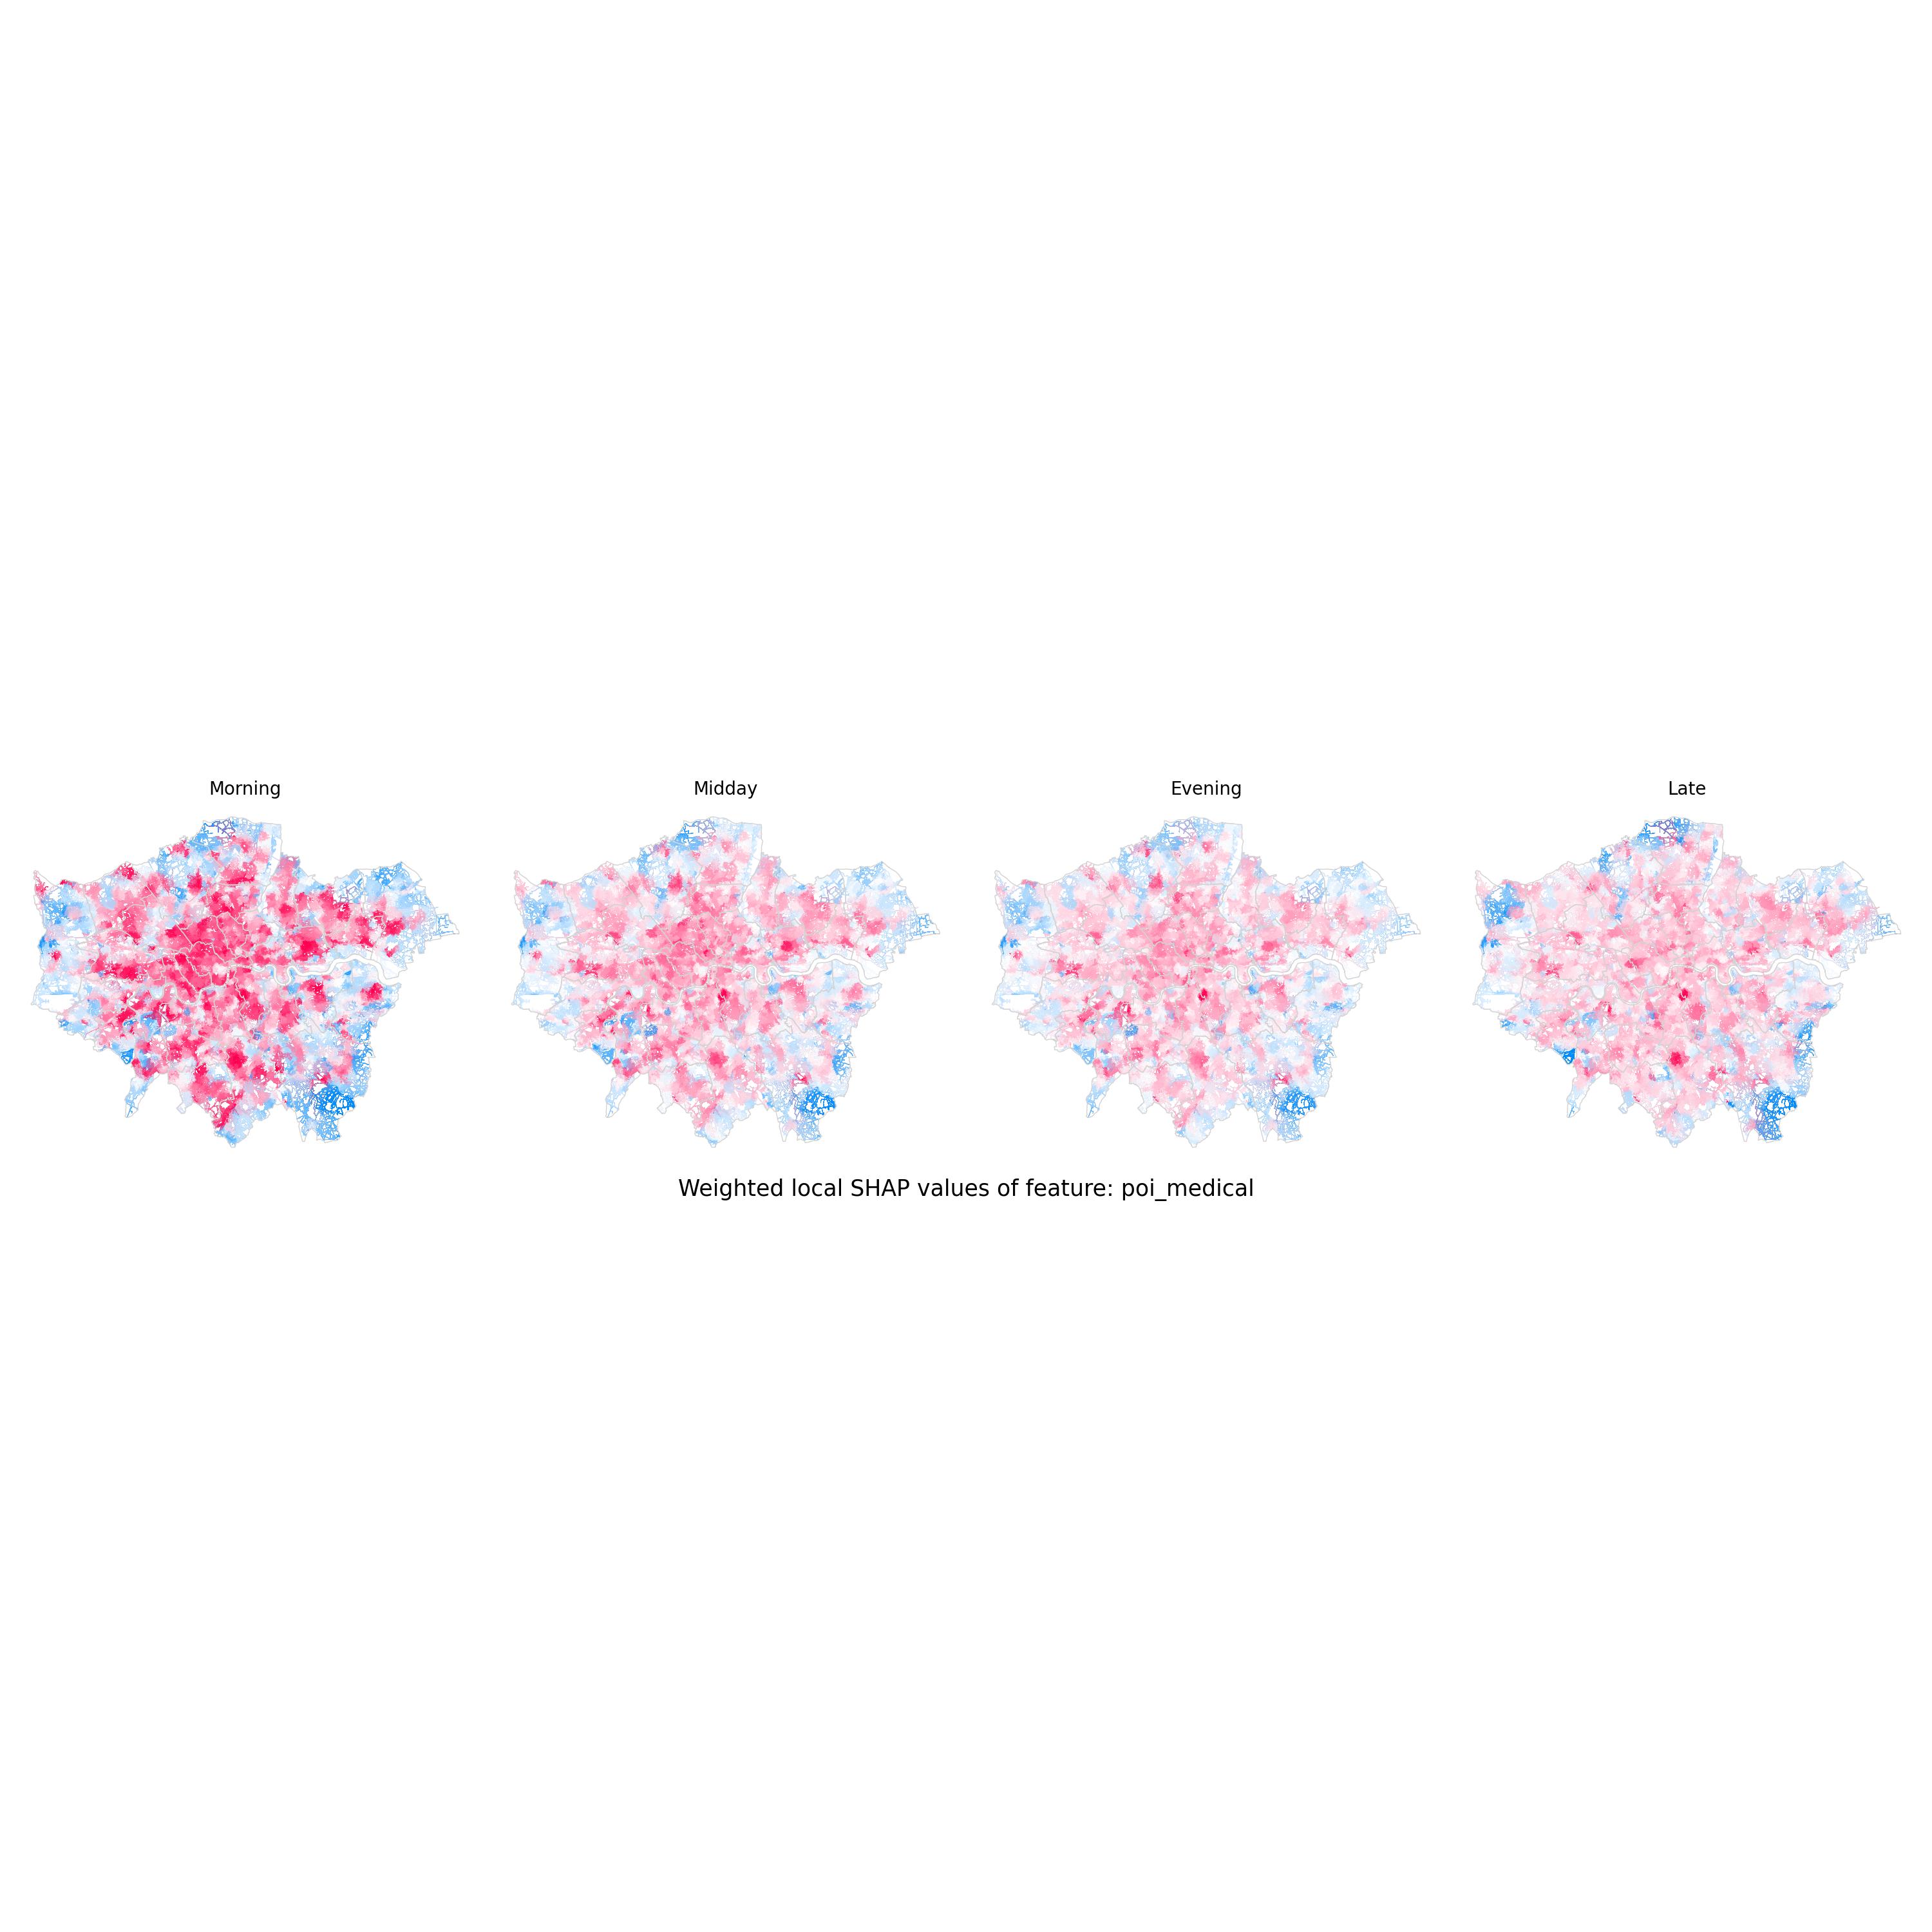 Morning
Midday
Evening
Late
Weighted local SHAP values of feature: poi_medical